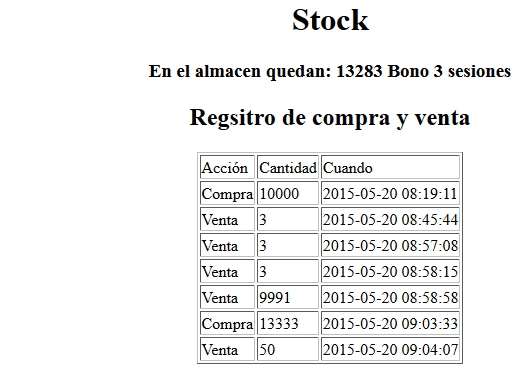 Stock
En el almacen quedan: 13283 Bono 3 sesiones
Regsitro de compra y venta
Acción Cantidad Cuando
Compra 10000 2015-05-20 08:19:11
Venta 3 2015-05-20 08:45:44
Venta 3 2015-05-20 08:57:08
Venta 3 2015-05-20 08:58:15
Venta 9991 2015-05-20 08:58:58
Compra 13333 2015-05-20 09:03:33
Venta 50 2015-05-20 09:04:07